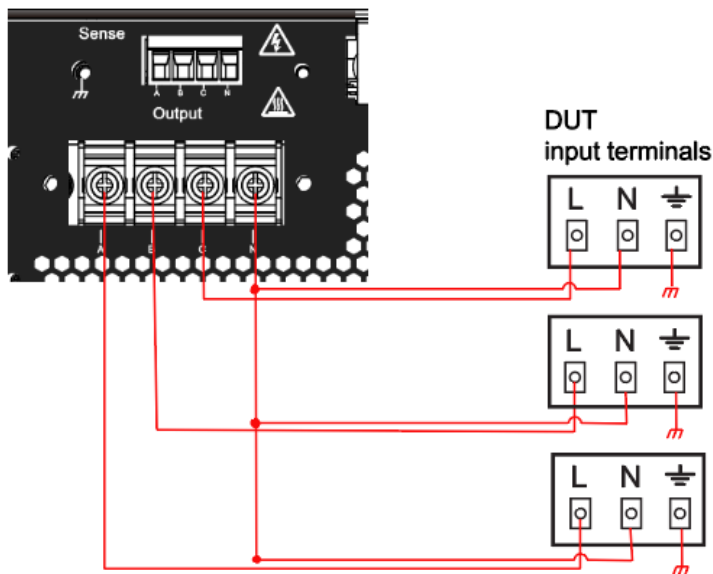 Sense
A B C N
Output
A B C N
DUT
input terminals
L N
L N
L N